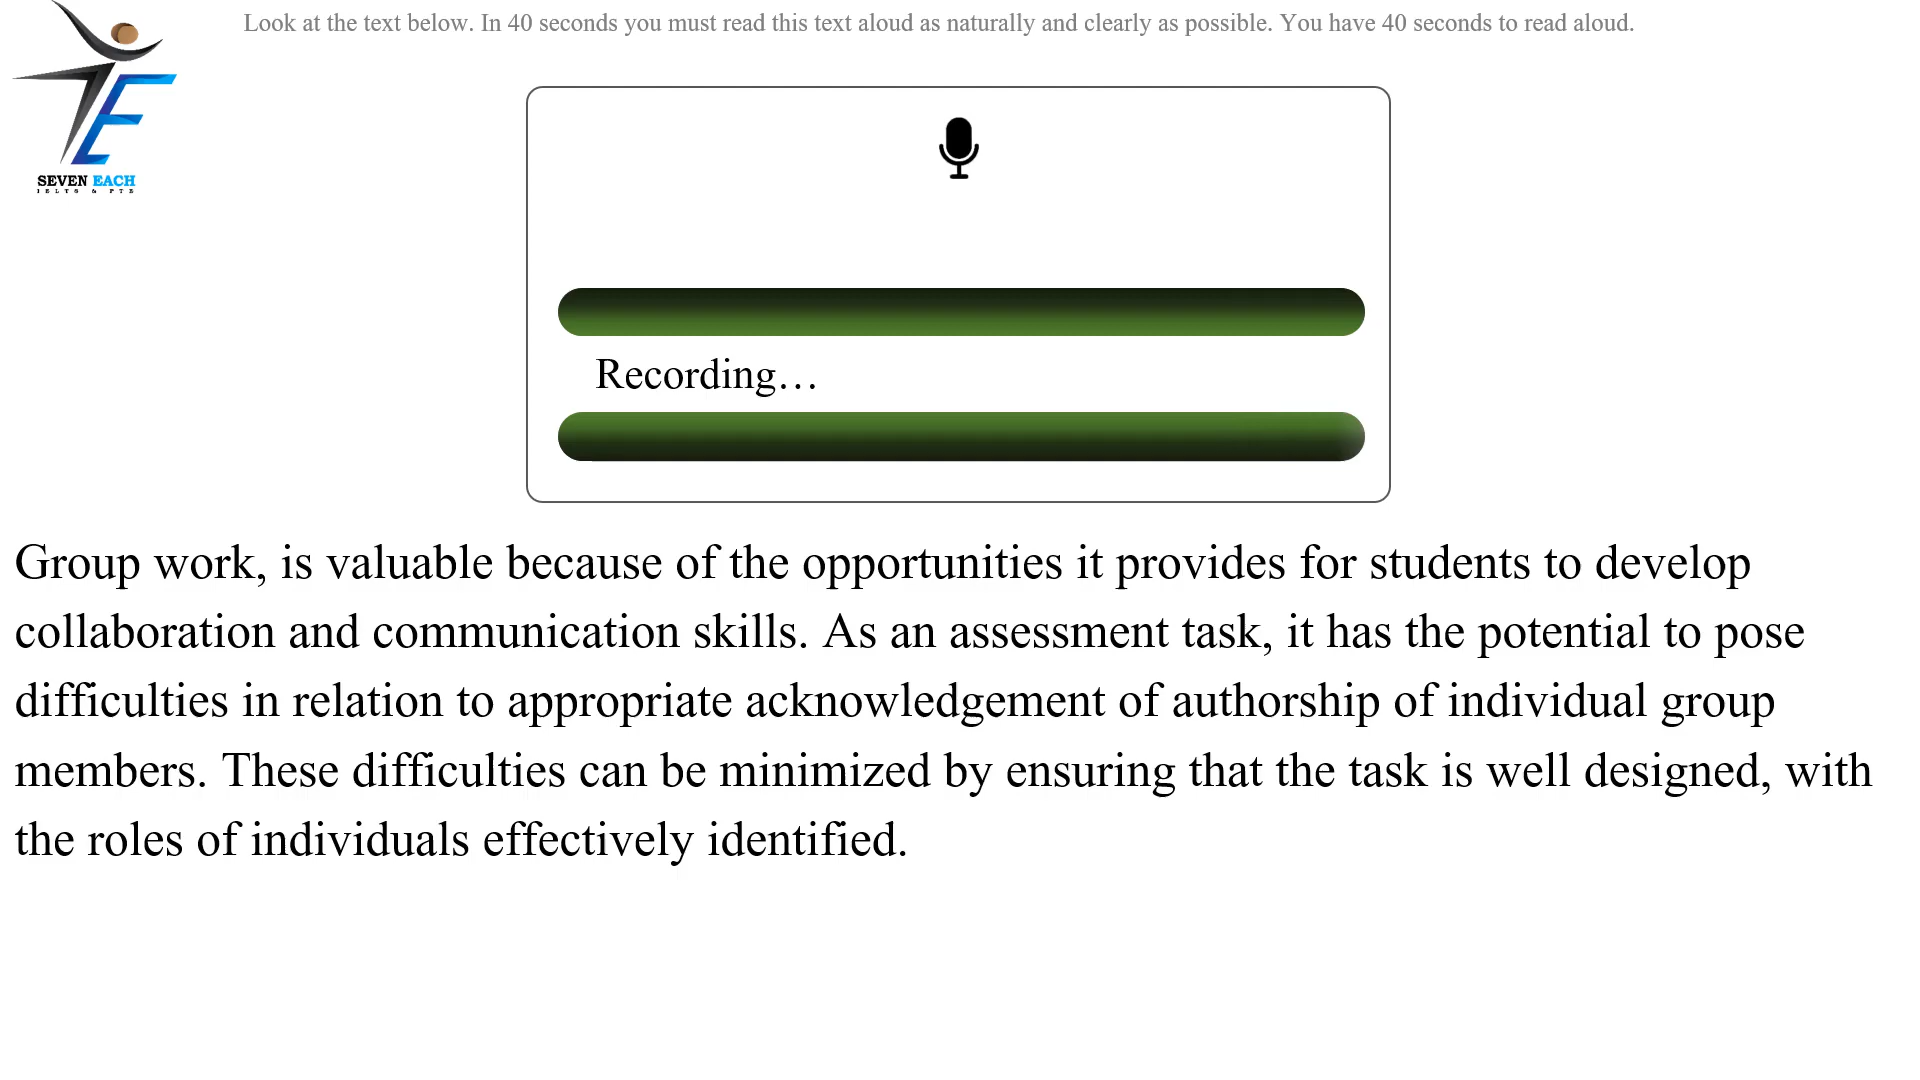 Look at the text below. In 40 seconds you must read this text aloud as naturally and clearly as possible. You have 40 seconds to read aloud.
SEVEN EACH
IELTS & PTE
Recording…
Group work, is valuable because of the opportunities it provides for students to develop
collaboration and communication skills. As an assessment task, it has the potential to pose
difficulties in relation to appropriate acknowledgement of authorship of individual group
members. These difficulties can be minimized by ensuring that the task is well designed, with
the roles of individuals effectively identified.